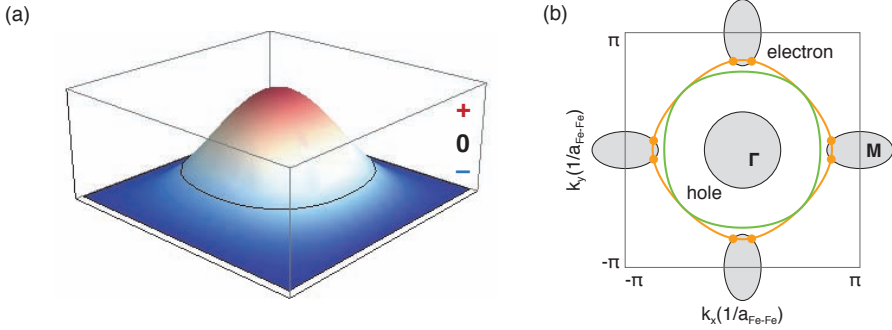 (a)
+
0
–
(b)
π
electron
k_y(1/a_Fe-Fe)
Γ
M
hole
-π
-π
π
k_x(1/a_Fe-Fe)